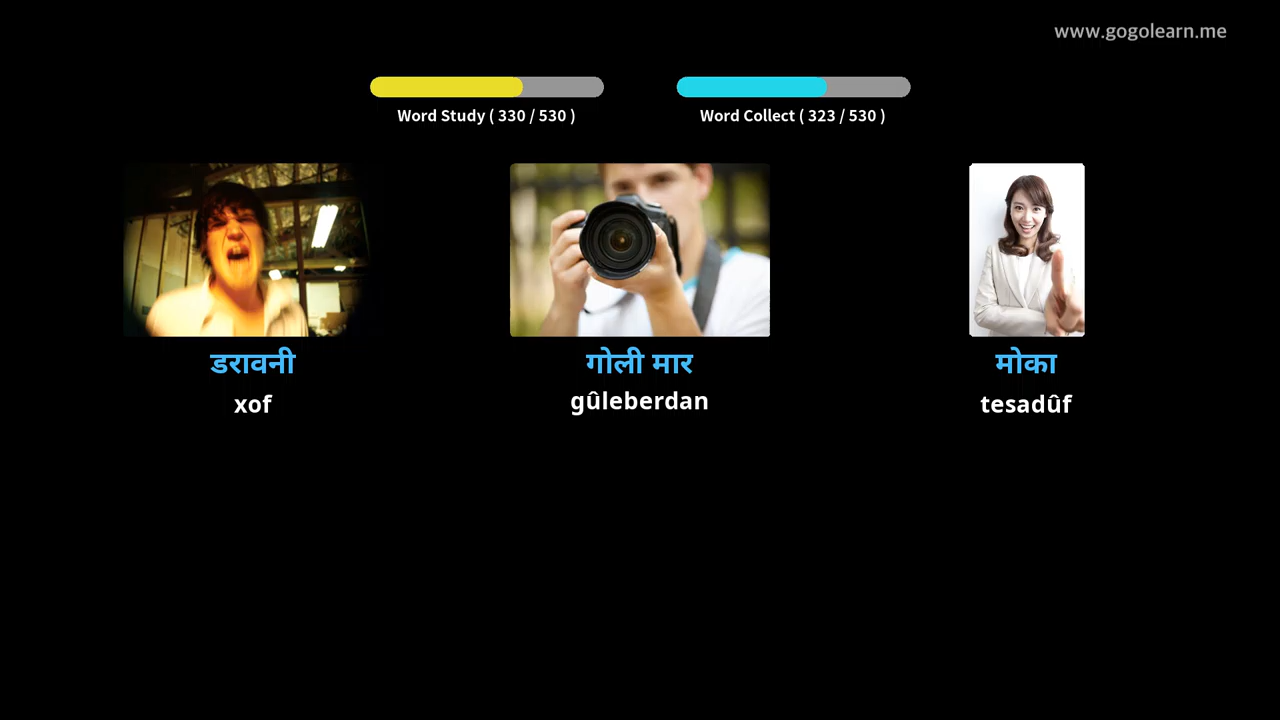 www.gogolearn.me
Word Study ( 330 / 530 )
Word Collect ( 323 / 530 )
डरावनी
गोली मार
मोका
xof
gûleberdan
tesadûf